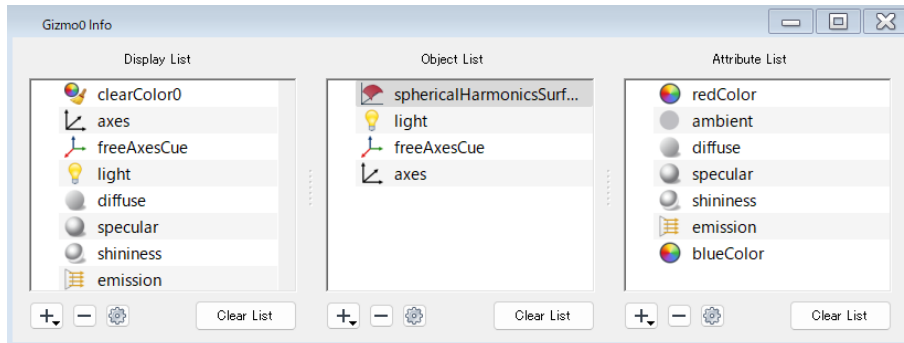 Gizmo0 Info
Display List
clearColor0
axes
freeAxesCue
light
diffuse
specular
shininess
emission
Clear List
Object List
sphericalHarmonicsSurf...
light
freeAxesCue
axes
Clear List
Attribute List
redColor
ambient
diffuse
specular
shininess
emission
blueColor
Clear List